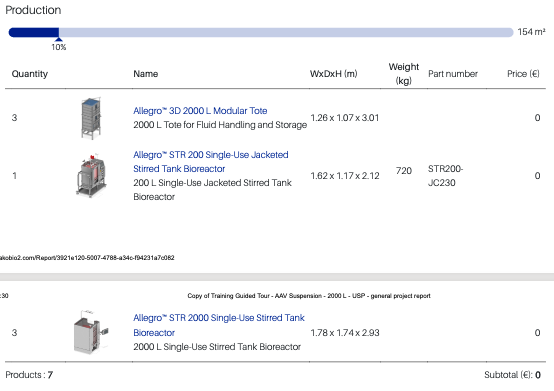 Production
154 m²
10%
Quantity Name WxDxH (m) Weight (kg) Part number Price (€)
3 Allegro™ 3D 2000 L Modular Tote 1.26 x 1.07 x 3.01 0
2000 L Tote for Fluid Handling and Storage
1 Allegro™ STR 200 Single-Use Jacketed Stirred Tank Bioreactor 1.62 x 1.17 x 2.12 720 STR200-JC230 0
200 L Single-Use Jacketed Stirred Tank Bioreactor
akobio2.com/Report/3921e120-5007-4788-a34c-f94231a7c082
:30 Copy of Training Guided Tour - AAV Suspension - 2000 L - USP - general project report
3 Allegro™ STR 2000 Single-Use Stirred Tank Bioreactor 1.78 x 1.74 x 2.93 0
2000 L Single-Use Stirred Tank Bioreactor
Products : 7 Subtotal (€): 0